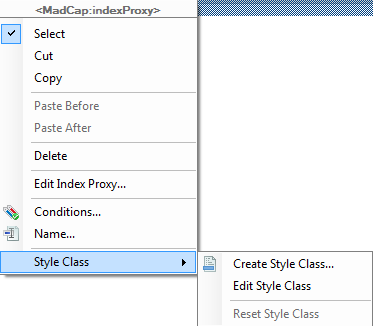 <MadCap:indexProxy>
Select
Cut
Copy
Paste Before
Paste After
Delete
Edit Index Proxy...
Conditions...
Name...
Style Class
Create Style Class...
Edit Style Class
Reset Style Class